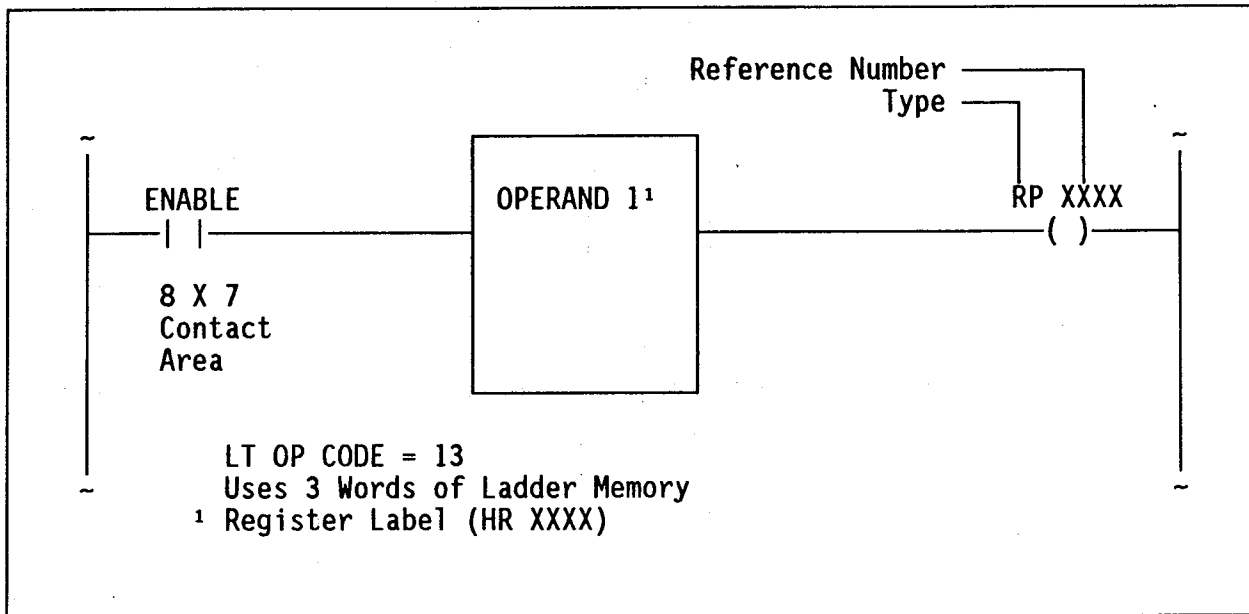 Reference Number
Type
~ ~
ENABLE
OPERAND 1¹
RP XXXX
( )
8 X 7
Contact
Area
LT OP CODE = 13
~ ~
Uses 3 Words of Ladder Memory
¹ Register Label (HR XXXX)